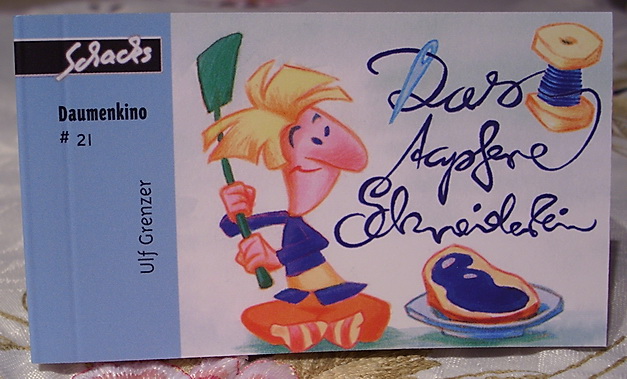 Schacks
Daumenkino
# 21
Ulf Grenzer
Das
tapfere
Schneiderlein